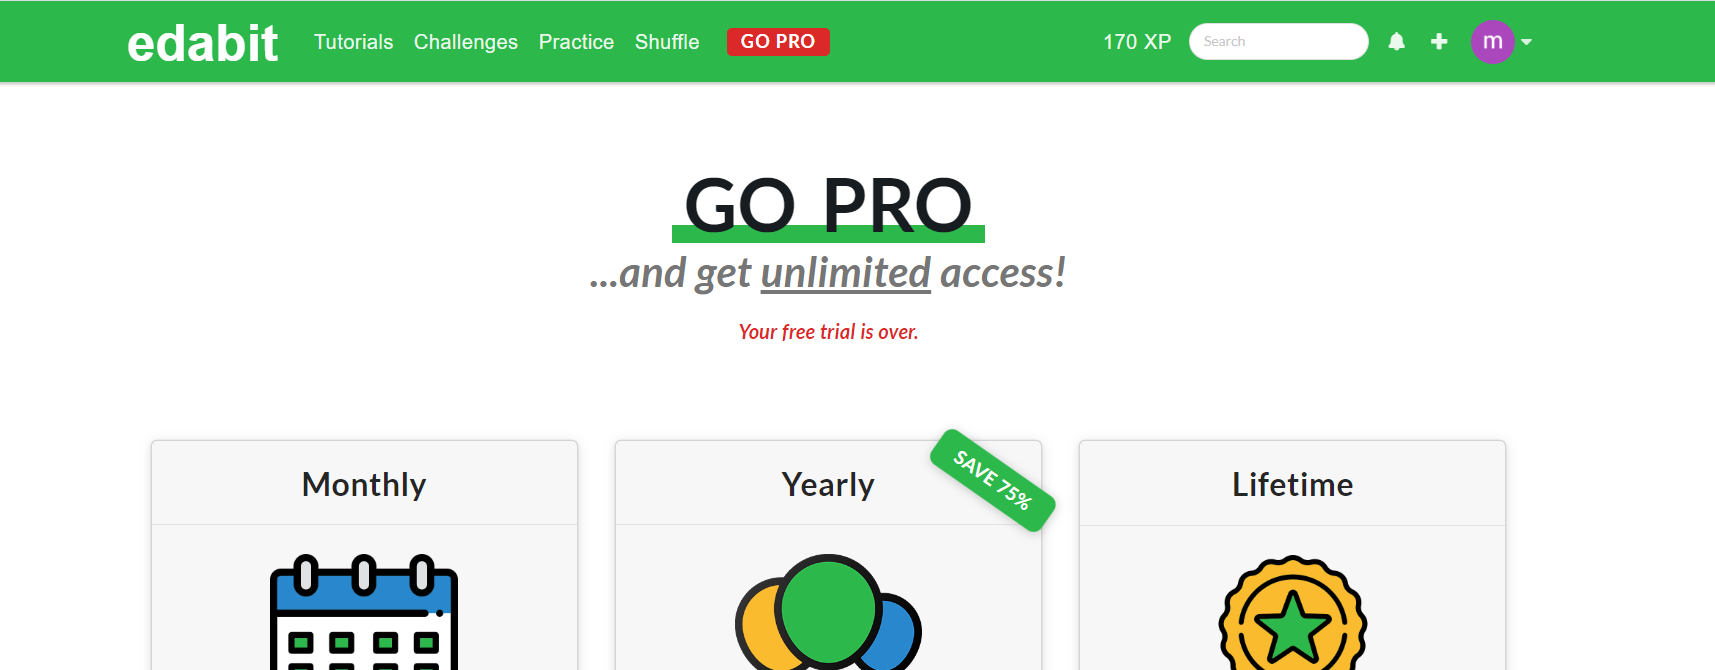 edabit Tutorials Challenges Practice Shuffle GO PRO 170 XP Search m
GO PRO
...and get unlimited access!
Your free trial is over.
Monthly
Yearly
SAVE 75%
Lifetime